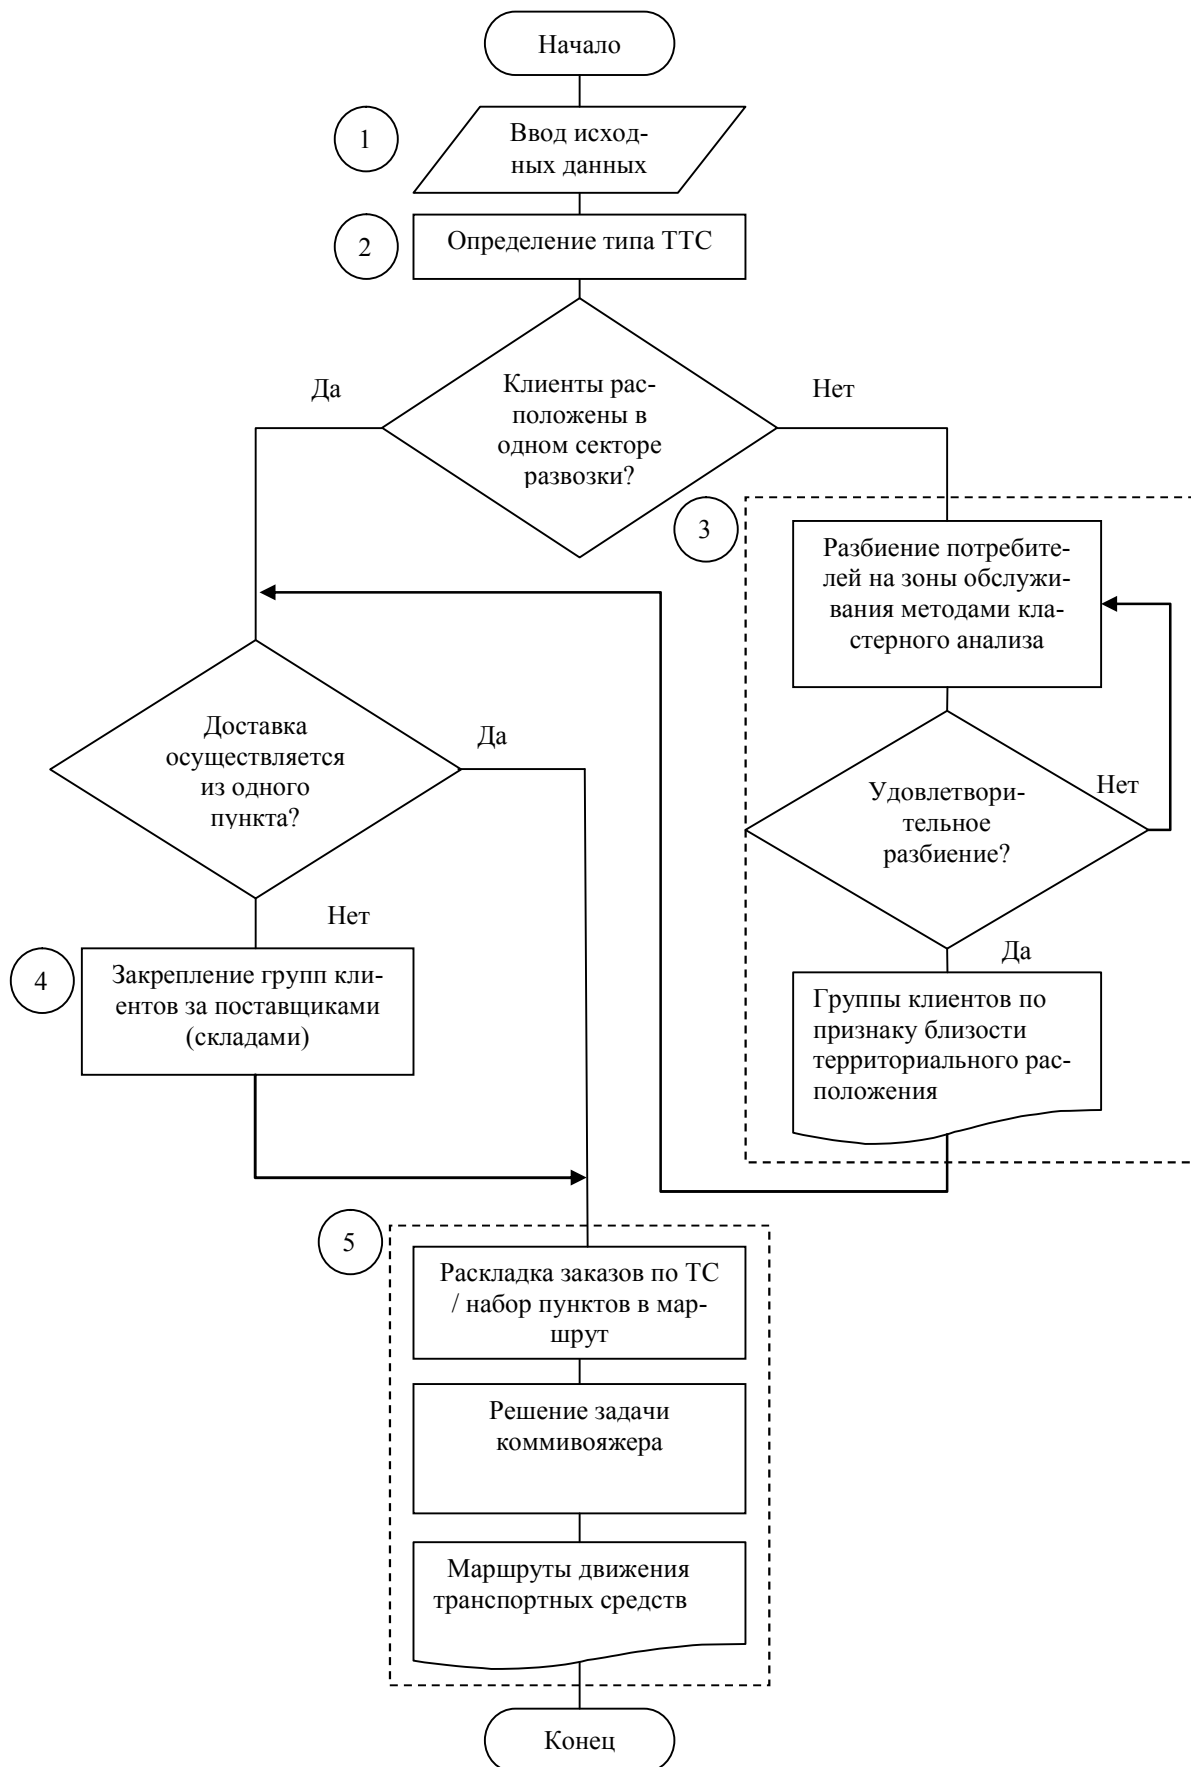 Начало
1
Ввод исход-
ных данных
2
Определение типа ТТС
Да
Клиенты рас-
положены в
одном секторе
развозки?
Нет
3
Разбиение потребите-
лей на зоны обслужи-
вания методами кла-
стерного анализа
Доставка
осуществляется
из одного
пункта?
Да
Удовлетвори-
тельное
разбиение?
Нет
Нет
Да
4
Закрепление групп кли-
ентов за поставщиками
(складами)
Группы клиентов по
признаку близости
территориального рас-
положения
5
Раскладка заказов по ТС
/ набор пунктов в мар-
шрут
Решение задачи
коммивояжера
Маршруты движения
транспортных средств
Конец